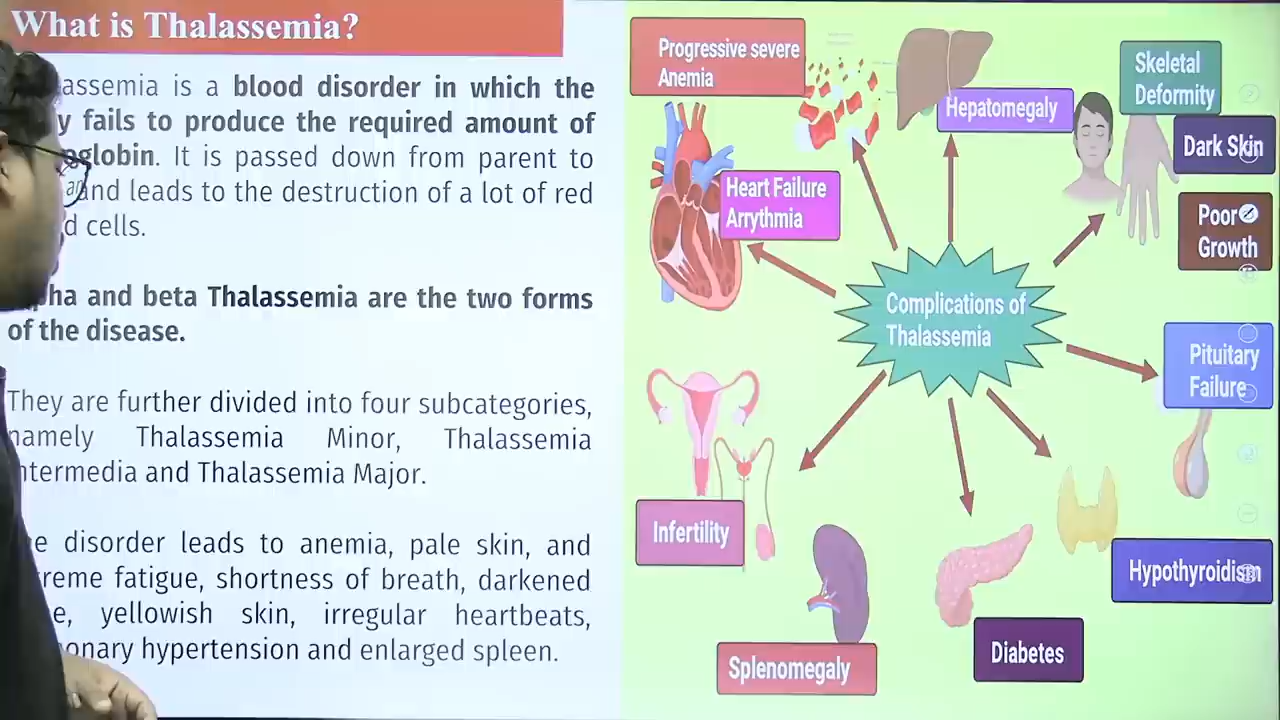 What is Thalassemia?
assemia is a blood disorder in which the
y fails to produce the required amount of
oglobin. It is passed down from parent to
and leads to the destruction of a lot of red
d cells.
pha and beta Thalassemia are the two forms
of the disease.
They are further divided into four subcategories,
namely Thalassemia Minor, Thalassemia
ntermedia and Thalassemia Major.
e disorder leads to anemia, pale skin, and
reme fatigue, shortness of breath, darkened
e, yellowish skin, irregular heartbeats,
onary hypertension and enlarged spleen.
Progressive severe
Anemia
Hepatomegaly
Skeletal
Deformity
Dark Skin
Heart Failure
Arrythmia
Poor
Growth
Complications of
Thalassemia
Pituitary
Failure
Infertility
Hypothyroidism
Splenomegaly
Diabetes